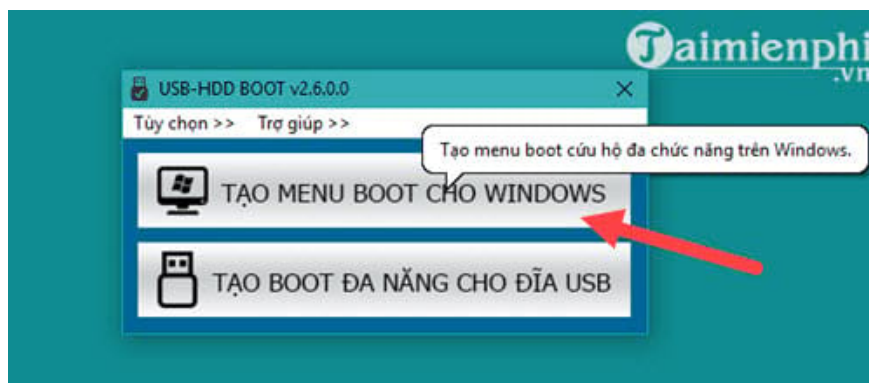 Taimienphi
.vn
USB-HDD BOOT v2.6.0.0
Tùy chọn >> Trợ giúp >>
Tạo menu boot cứu hộ đa chức năng trên Windows.
TẠO MENU BOOT CHO WINDOWS
TẠO BOOT ĐA NĂNG CHO ĐĨA USB